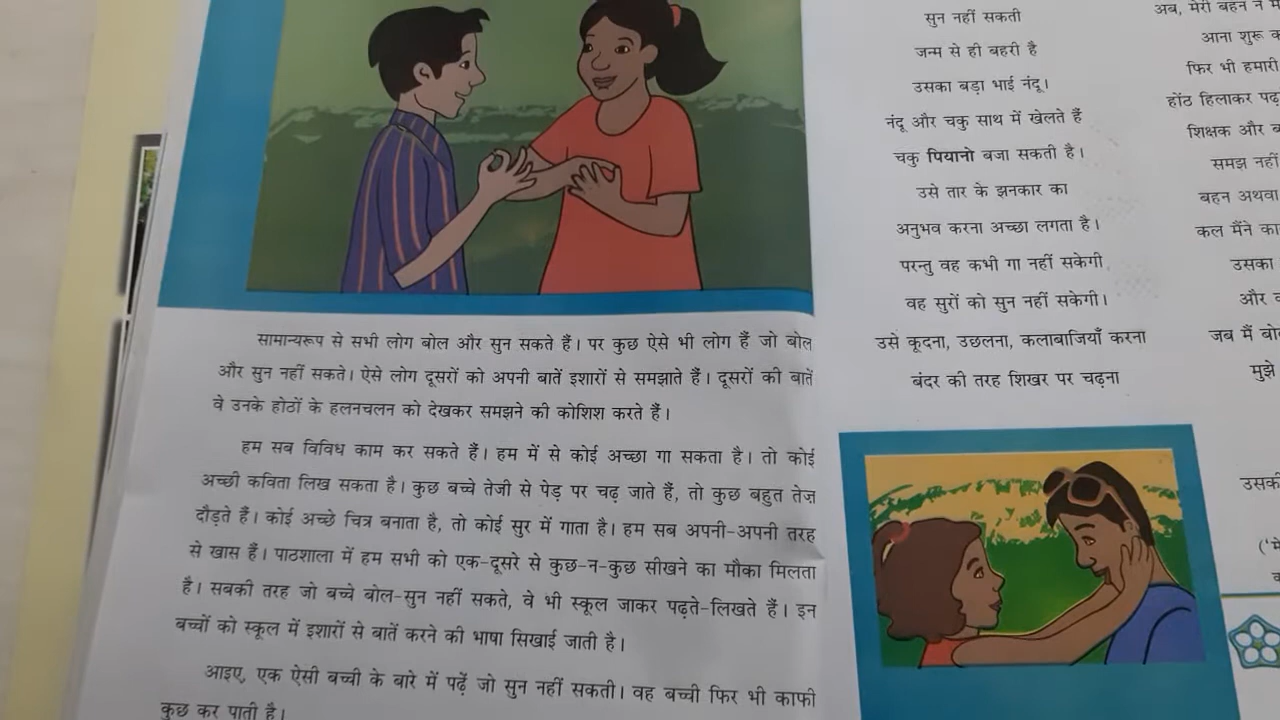 सामान्यरूप से सभी लोग बोल और सुन सकते हैं। पर कुछ ऐसे भी लोग हैं जो बोल
और सुन नहीं सकते। ऐसे लोग दूसरों को अपनी बातें इशारों से समझाते हैं। दूसरों की बातें
वे उनके होठों के हलनचलन को देखकर समझने की कोशिश करते हैं।
हम सब विविध काम कर सकते हैं। हम में से कोई अच्छा गा सकता है। तो कोई
अच्छी कविता लिख सकता है। कुछ बच्चे तेजी से पेड़ पर चढ़ जाते हैं, तो कुछ बहुत तेज
दौड़ते हैं। कोई अच्छे चित्र बनाता है, तो कोई सुर में गाता है। हम सब अपनी-अपनी तरह
से खास हैं। पाठशाला में हम सभी को एक-दूसरे से कुछ-न-कुछ सीखने का मौका मिलता
है। सबकी तरह जो बच्चे बोल-सुन नहीं सकते, वे भी स्कूल जाकर पढ़ते-लिखते हैं। इन
बच्चों को स्कूल में इशारों से बातें करने की भाषा सिखाई जाती है।
आइए, एक ऐसी बच्ची के बारे में पढ़ें जो सुन नहीं सकती। वह बच्ची फिर भी काफी
कुछ कर पाती है।
सुन नहीं सकती
जन्म से ही बहरी है
उसका बड़ा भाई नंदू।
नंदू और चकु साथ में खेलते हैं
चकु पियानो बजा सकती है।
उसे तार के झनकार का
अनुभव करना अच्छा लगता है।
परन्तु वह कभी गा नहीं सकेगी
वह सुरों को सुन नहीं सकेगी।
उसे कूदना, उछलना, कलाबाजियाँ करना
बंदर की तरह शिखर पर चढ़ना
अब, मेरी बहन ने
आना शुरू
फिर भी हमारी
होंठ हिलाकर
शिक्षक और
समझ नहीं
बहन अथवा
कल मैंने
उसका
और
जब मैं
मुझे